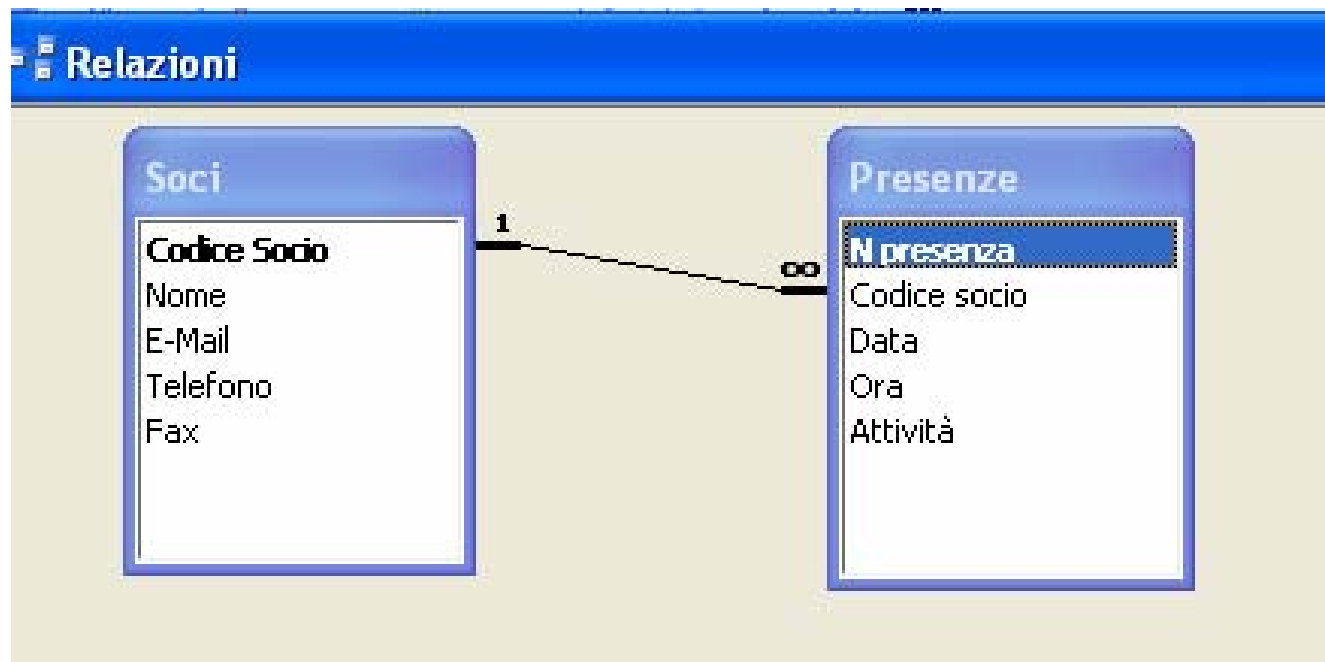 Relazioni
Soci
Codice Socio
Nome
E-Mail
Telefono
Fax
1
∞
Presenze
N presenza
Codice socio
Data
Ora
Attività